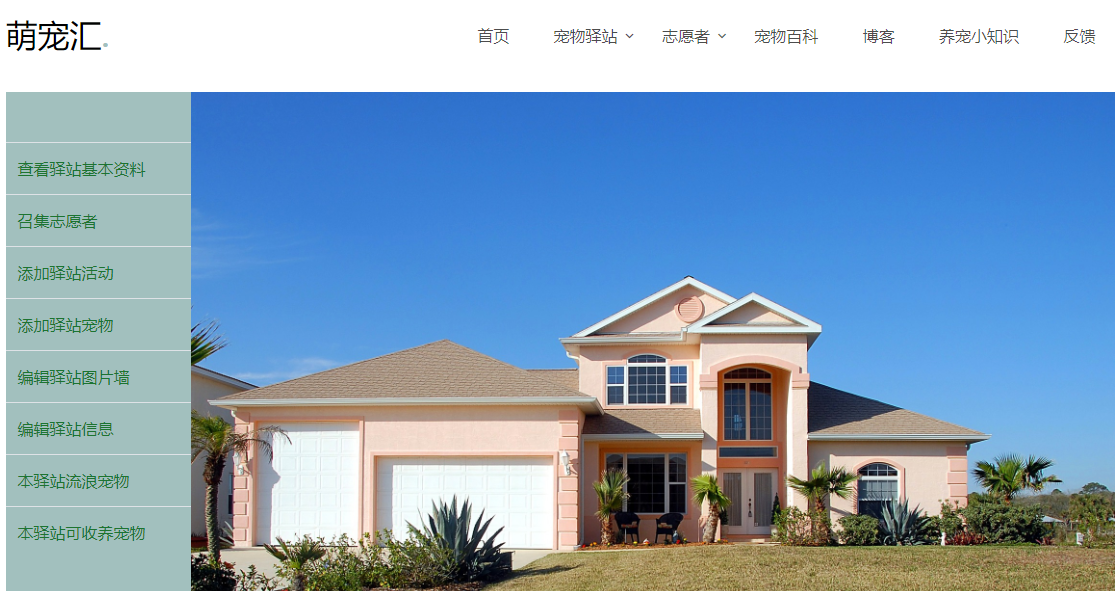 萌宠汇.
首页 宠物驿站 志愿者 宠物百科 博客 养宠小知识 反馈
查看驿站基本资料
召集志愿者
添加驿站活动
添加驿站宠物
编辑驿站图片墙
编辑驿站信息
本驿站流浪宠物
本驿站可收养宠物